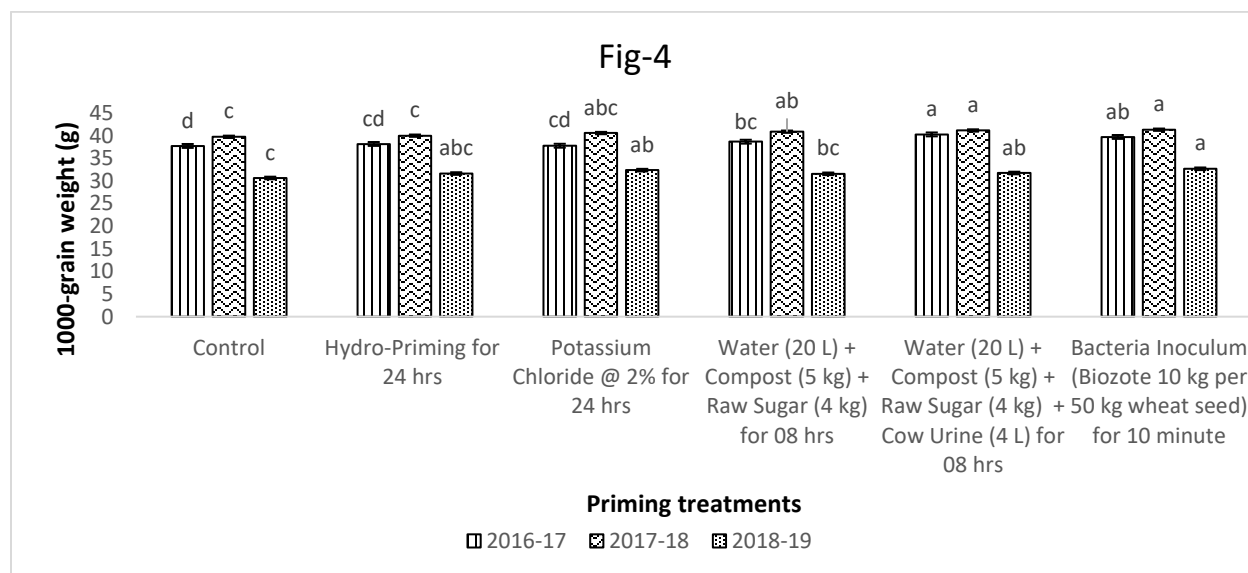 Fig-4
1000-grain weight (g)
45
40
35
30
25
20
15
10
5
0
d c c
cd c abc
cd abc ab
bc ab bc
a a ab
ab a a
Control
Hydro-Priming for
24 hrs
Potassium
Chloride @ 2% for
24 hrs
Water (20 L) +
Compost (5 kg) +
Raw Sugar (4 kg)
for 08 hrs
Water (20 L) +
Compost (5 kg) +
Raw Sugar (4 kg) +
Cow Urine (4 L) for
08 hrs
Bacteria Inoculum
(Biozote 10 kg per
50 kg wheat seed)
for 10 minute
Priming treatments
2016-17 2017-18 2018-19